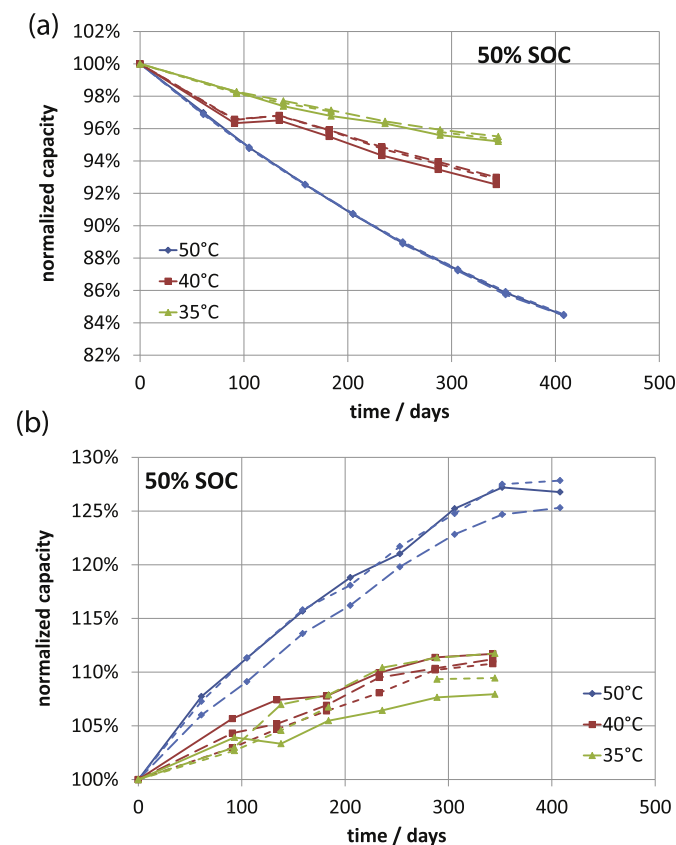 (a)
102%
100%
98%
96%
94%
92%
90%
88%
86%
84%
82%
normalized capacity
50% SOC
50°C
40°C
35°C
0 100 200 300 400 500
time / days
(b)
130%
125%
120%
115%
110%
105%
100%
normalized capacity
50% SOC
50°C
40°C
35°C
0 100 200 300 400 500
time / days